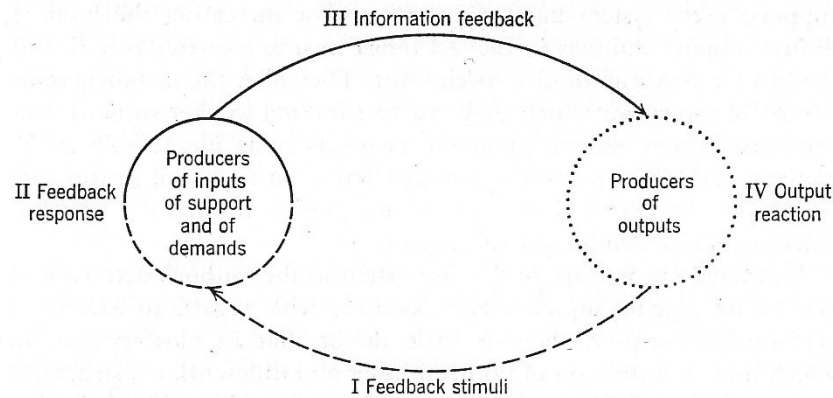 III Information feedback
II Feedback
response
Producers
of inputs
of support
and of
demands
Producers
of
outputs
IV Output
reaction
I Feedback stimuli